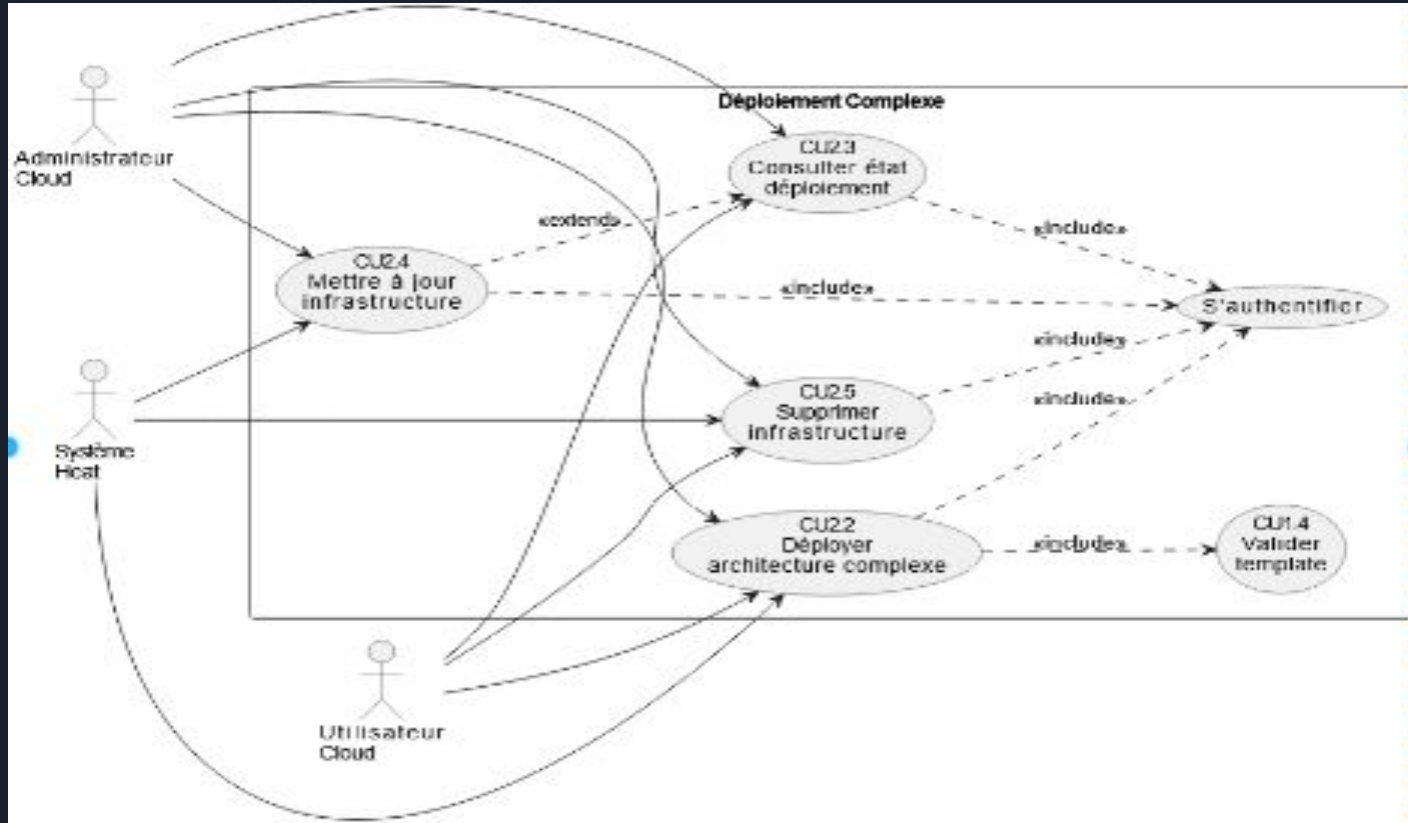 Déploiement Complexe
Administrateur
Cloud
CU2.3
Consulter état
déploiement
«extend»
«include»
CU2.4
Mettre à jour
infrastructure
«include»
S'authentifier
«include»
Système
Heat
CU2.5
Supprimer
infrastructure
«include»
CU2.2
Déployer
architecture complexe
«include»
CU1.4
Valider
template
Utilisateur
Cloud